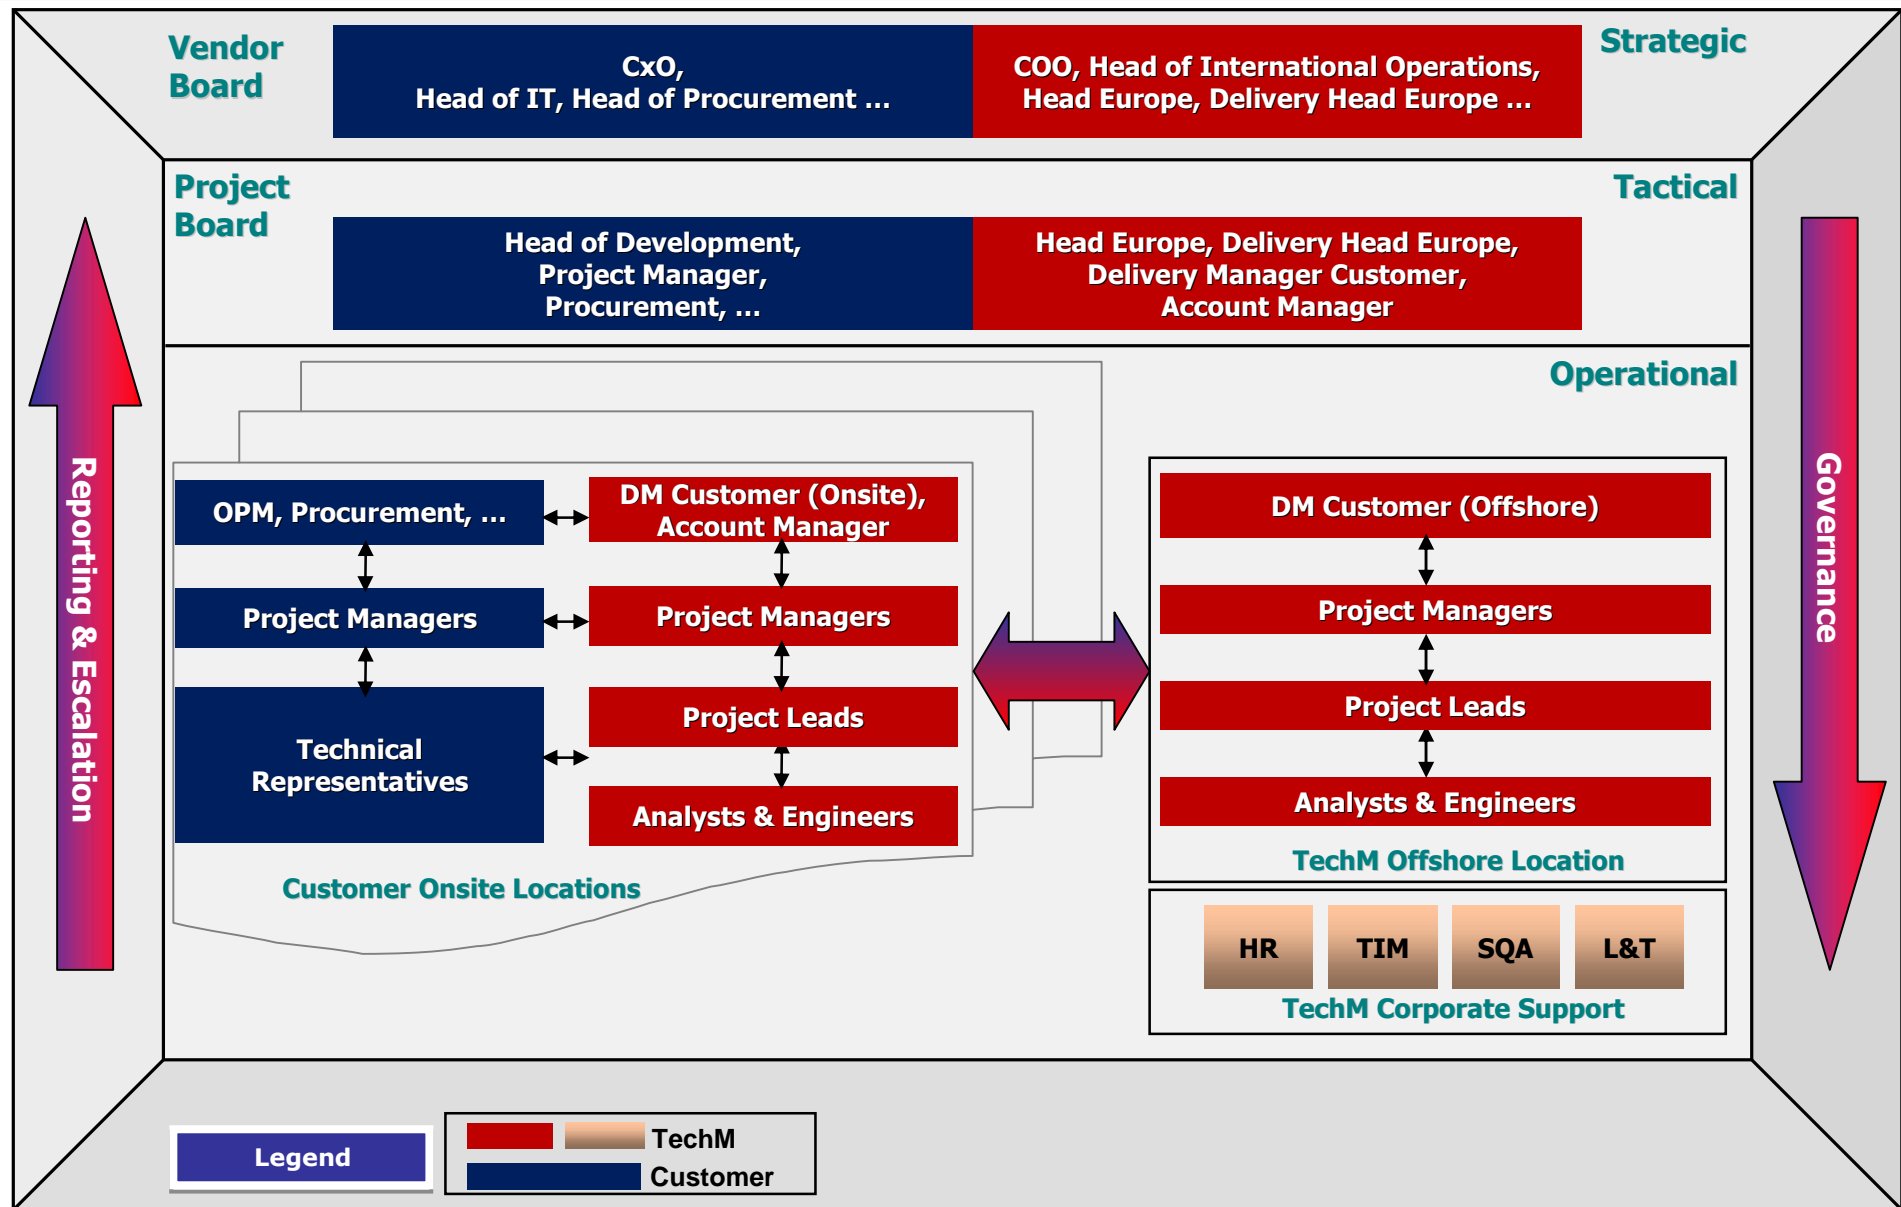 Vendor
Board
CxO,
Head of IT, Head of Procurement ...
COO, Head of International Operations,
Head Europe, Delivery Head Europe ...
Strategic
Project
Board
Head of Development,
Project Manager,
Procurement, ...
Head Europe, Delivery Head Europe,
Delivery Manager Customer,
Account Manager
Tactical
Operational
Reporting & Escalation
OPM, Procurement, ...
DM Customer (Onsite),
Account Manager
Project Managers
Project Managers
Technical
Representatives
Project Leads
Analysts & Engineers
Customer Onsite Locations
DM Customer (Offshore)
Project Managers
Project Leads
Analysts & Engineers
TechM Offshore Location
HR
TIM
SQA
L&T
TechM Corporate Support
Governance
Legend
TechM
Customer